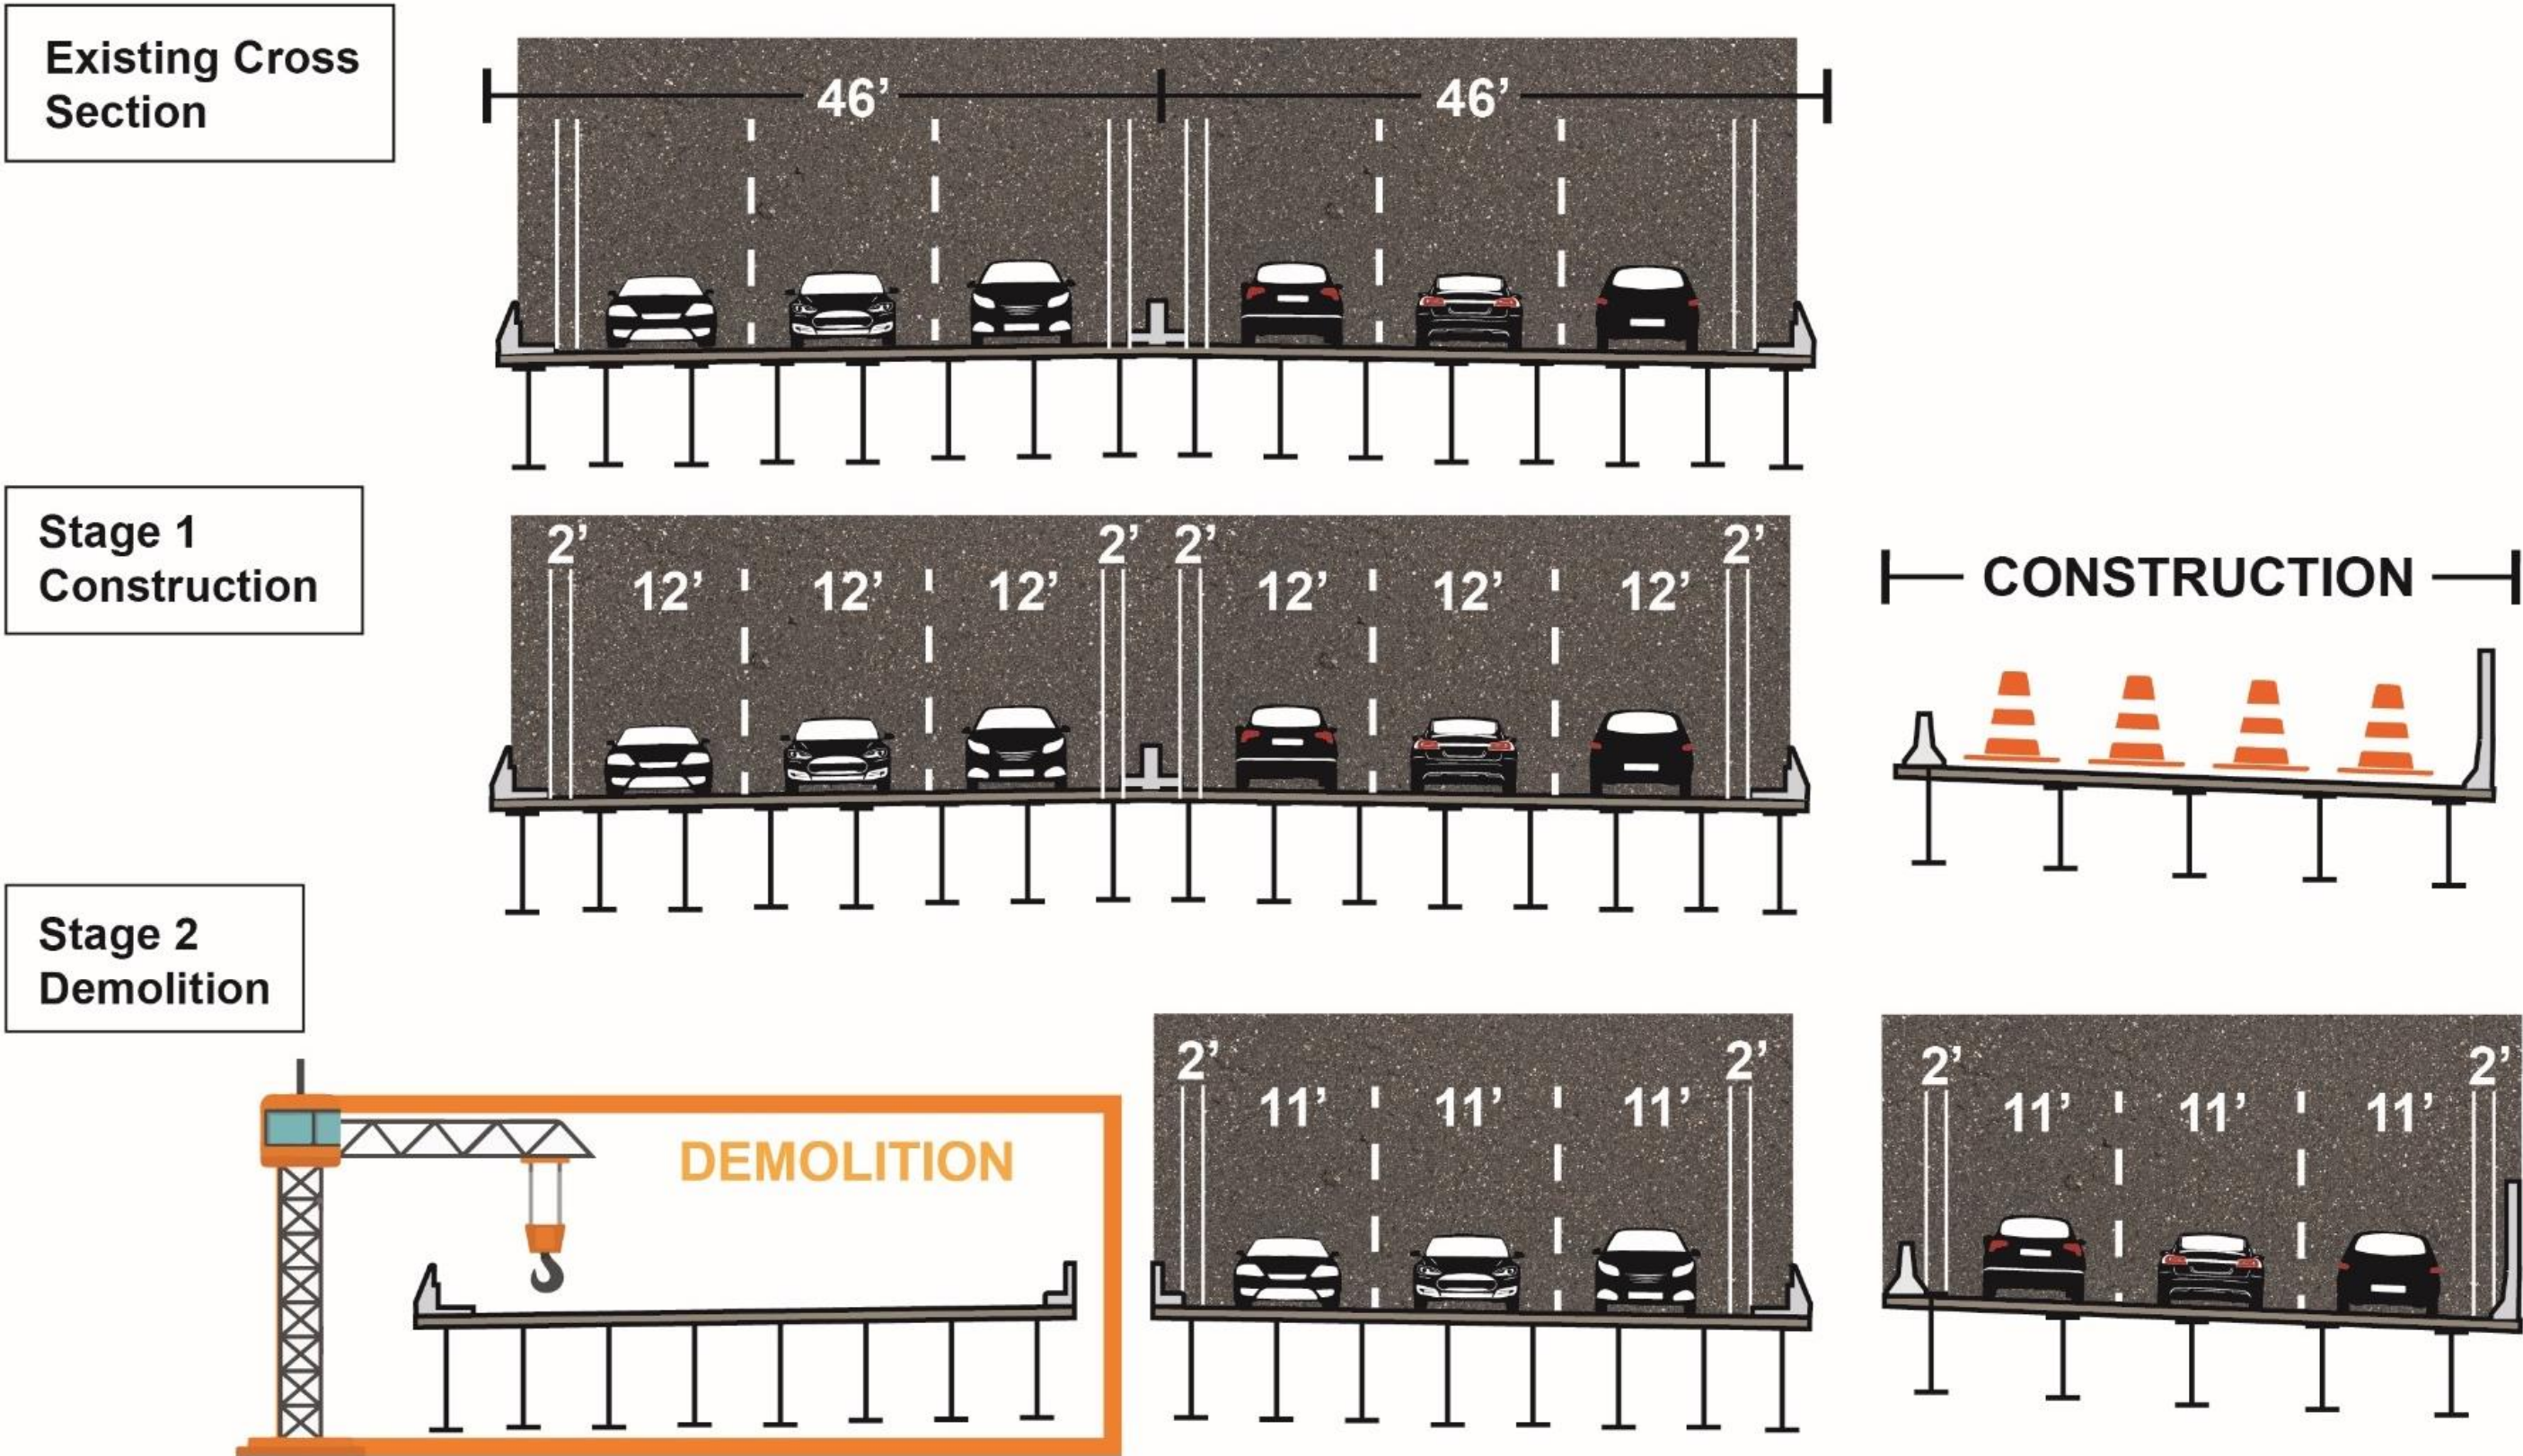 Existing Cross
Section
46’ 46’
Stage 1
Construction
2’ 2’ 2’ 2’
12’ 12’ 12’ 12’ 12’ 12’
CONSTRUCTION
Stage 2
Demolition
DEMOLITION
2’ 2’ 2’ 2’
11’ 11’ 11’ 11’ 11’ 11’